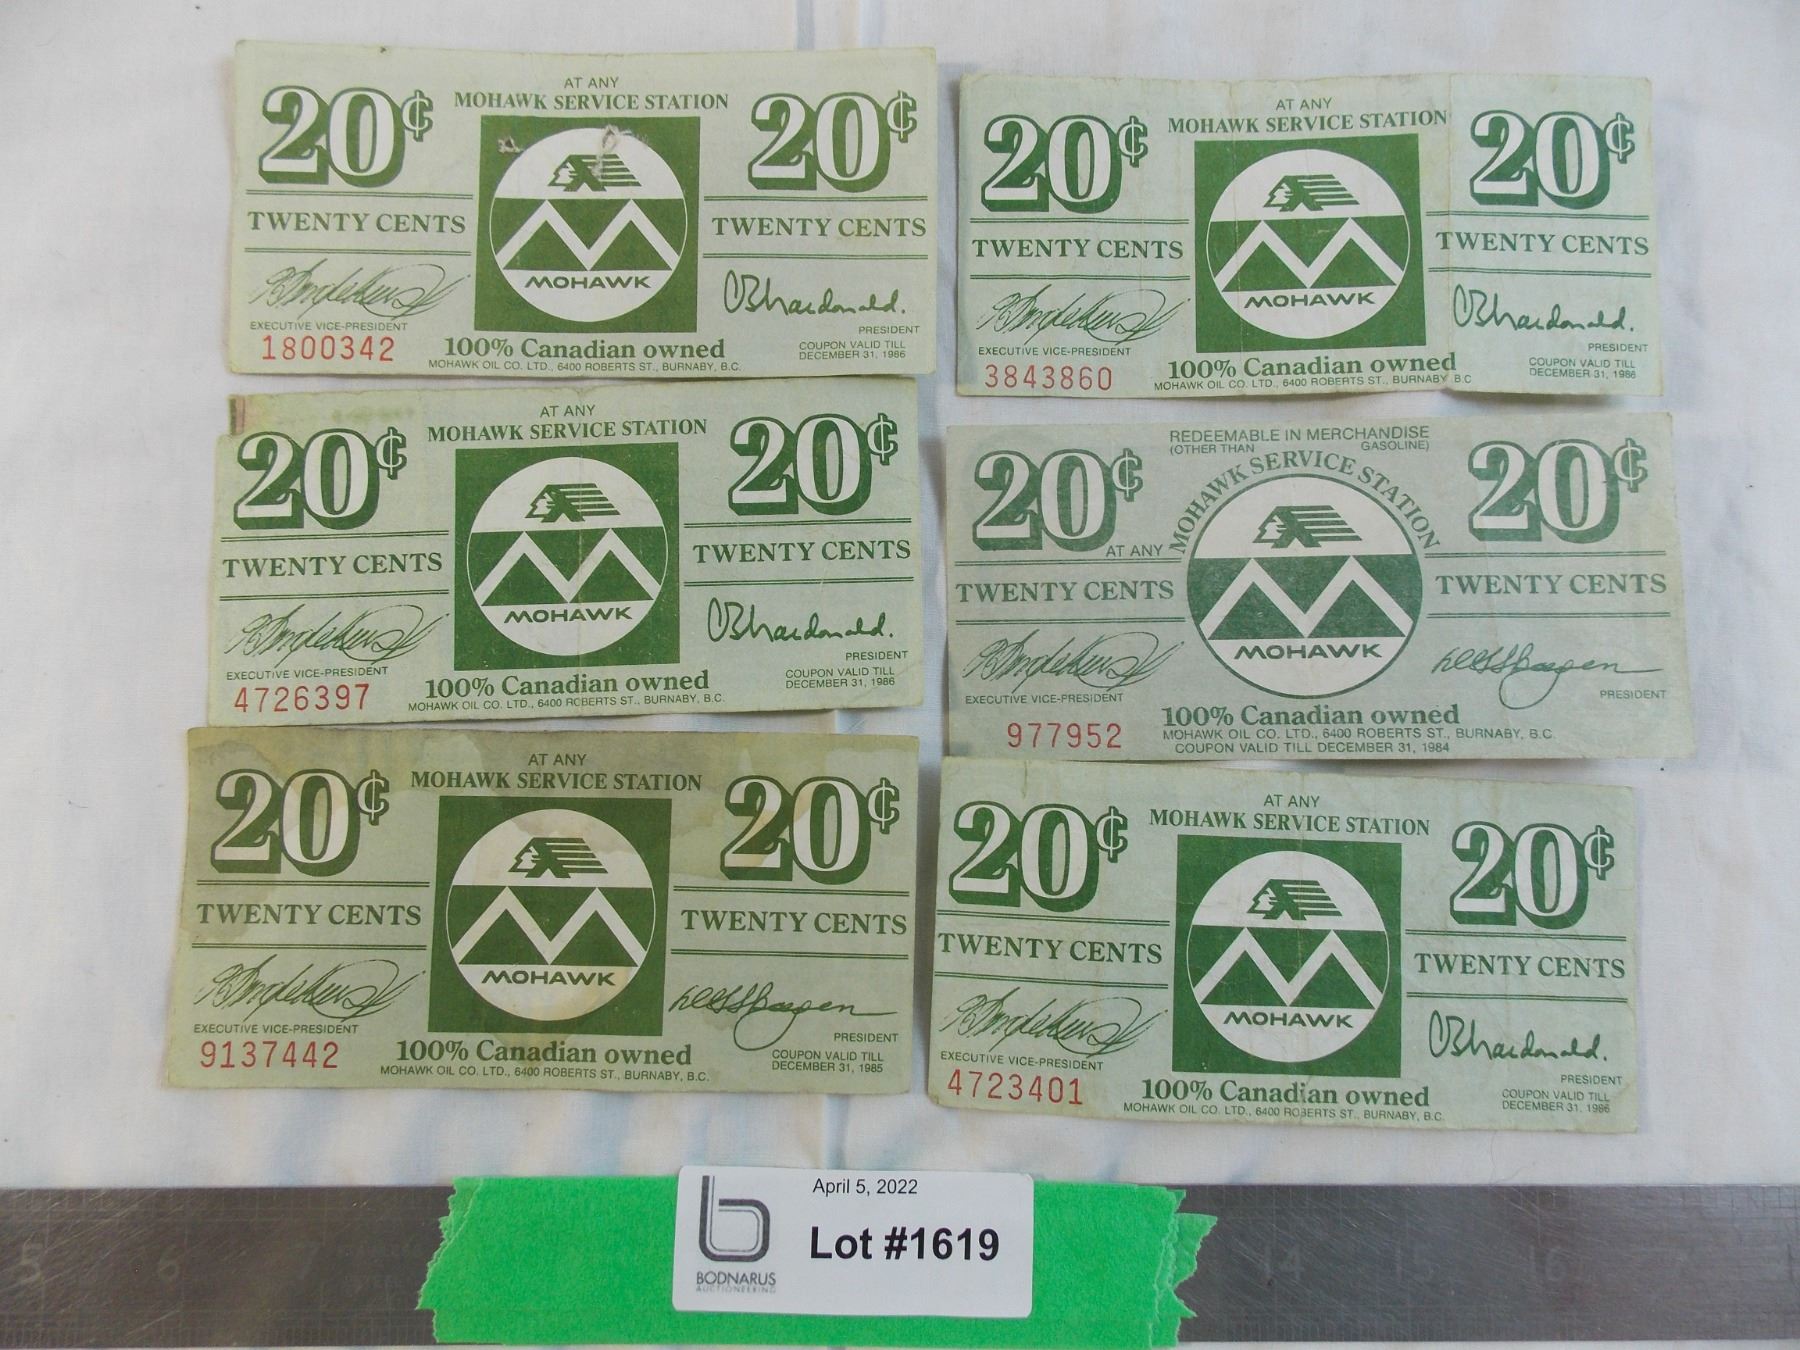 20¢
AT ANY
MOHAWK SERVICE STATION
20¢
TWENTY CENTS
TWENTY CENTS
MOHAWK
EXECUTIVE VICE-PRESIDENT
PRESIDENT
1800342
100% Canadian owned
MOHAWK OIL CO. LTD., 6400 ROBERTS ST., BURNABY, B.C.
COUPON VALID TILL
DECEMBER 31, 1986
20¢
AT ANY
MOHAWK SERVICE STATION
20¢
TWENTY CENTS
TWENTY CENTS
MOHAWK
EXECUTIVE VICE-PRESIDENT
PRESIDENT
3843860
100% Canadian owned
MOHAWK OIL CO. LTD., 6400 ROBERTS ST., BURNABY B.C
COUPON VALID TILL
DECEMBER 31, 1986
20¢
AT ANY
MOHAWK SERVICE STATION
20¢
TWENTY CENTS
TWENTY CENTS
MOHAWK
EXECUTIVE VICE-PRESIDENT
PRESIDENT
4726397
100% Canadian owned
MOHAWK OIL CO. LTD., 6400 ROBERTS ST., BURNABY, B.C.
COUPON VALID TILL
DECEMBER 31, 1986
20¢
REDEEMABLE IN MERCHANDISE
(OTHER THAN GASOLINE)
AT ANY MOHAWK SERVICE STATION
20¢
TWENTY CENTS
TWENTY CENTS
MOHAWK
EXECUTIVE VICE-PRESIDENT
PRESIDENT
977952
100% Canadian owned
MOHAWK OIL CO. LTD., 6400 ROBERTS ST., BURNABY, B.C.
COUPON VALID TILL DECEMBER 31, 1984
20¢
AT ANY
MOHAWK SERVICE STATION
20¢
TWENTY CENTS
TWENTY CENTS
MOHAWK
EXECUTIVE VICE-PRESIDENT
PRESIDENT
9137442
100% Canadian owned
MOHAWK OIL CO. LTD., 6400 ROBERTS ST., BURNABY, B.C.
COUPON VALID TILL
DECEMBER 31, 1985
20¢
AT ANY
MOHAWK SERVICE STATION
20¢
TWENTY CENTS
TWENTY CENTS
MOHAWK
EXECUTIVE VICE-PRESIDENT
PRESIDENT
4723401
100% Canadian owned
MOHAWK OIL CO. LTD., 6400 ROBERTS ST., BURNABY, B.C.
COUPON VALID TILL
DECEMBER 31, 1986
April 5, 2022
Lot #1619
BODNARUS
AUCTIONEERING
5 6 7 14 16